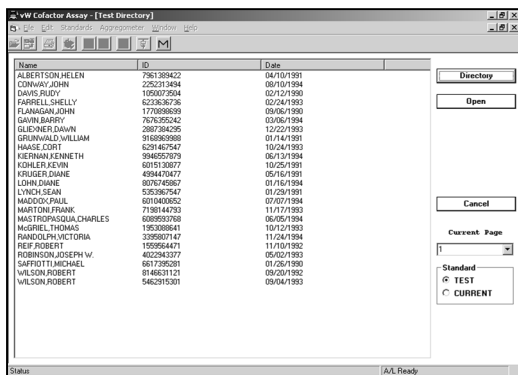 vW Cofactor Assay - [Test Directory]
File Edit Standards Aggregometer Window Help
Name ID Date
ALBERTSON,HELEN 7961389422 04/10/1991
CONWAY,JOHN 2252313494 08/10/1994
DAVIS,RUDY 1050073504 02/12/1990
FARRELL,SHELLY 6233636736 02/24/1993
FLANAGAN,JOHN 1770898699 09/06/1990
GAVIN,BARRY 7676355242 03/06/1994
GLIEXNER,DAWN 2887384295 12/22/1993
GRUNWALD,WILLIAM 9168969988 01/14/1991
HAASE,CORT 6291467547 10/24/1993
KIERNAN,KENNETH 9946557879 06/13/1994
KOHLER,KEVIN 6015130877 10/25/1991
KRUGER,DIANE 4994470477 05/16/1991
LOHN,DIANE 8076745867 01/16/1994
LYNCH,SEAN 5353967547 01/29/1991
MADDOX,PAUL 6010400652 07/07/1994
MARTONI,FRANK 7198144793 11/17/1993
MASTROPASQUA,CHARLES 6089593768 06/05/1994
McGRIEL,THOMAS 1953088641 10/12/1993
RANDOLPH,VICTORIA 3395807147 11/24/1994
REIF,ROBERT 1559564471 11/10/1992
ROBINSON,JOSEPH W. 4022943377 05/02/1993
SAFFIOTTI,MICHAEL 6617395281 01/26/1990
WILSON,ROBERT 8146631121 09/20/1992
WILSON,ROBERT 5462915301 09/04/1993
Directory
Open
Cancel
Current Page
1
Standard
TEST
CURRENT
Status A/L Ready